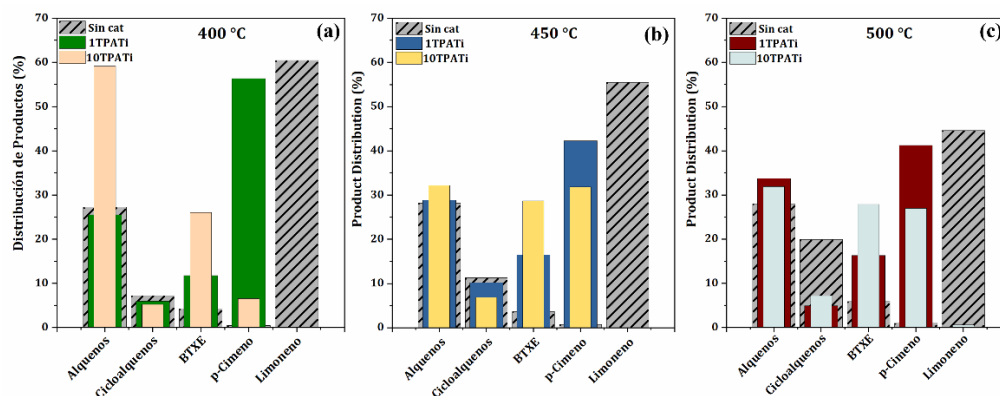 400 °C
(a)
Sin cat
1TPATi
10TPATi
Distribución de Productos (%)
70
60
50
40
30
20
10
0
Alquenos
Cicloalquenos
BTXE
p-Cimeno
Limoneno
450 °C
(b)
Sin cat
1TPATi
10TPATi
Product Distribution (%)
70
60
50
40
30
20
10
0
Alquenos
Cicloalquenos
BTXE
p-Cimeno
Limoneno
500 °C
(c)
Sin cat
1TPATi
10TPATi
Product Distribution (%)
70
60
50
40
30
20
10
0
Alquenos
Cicloalquenos
BTXE
p-Cimeno
Limoneno